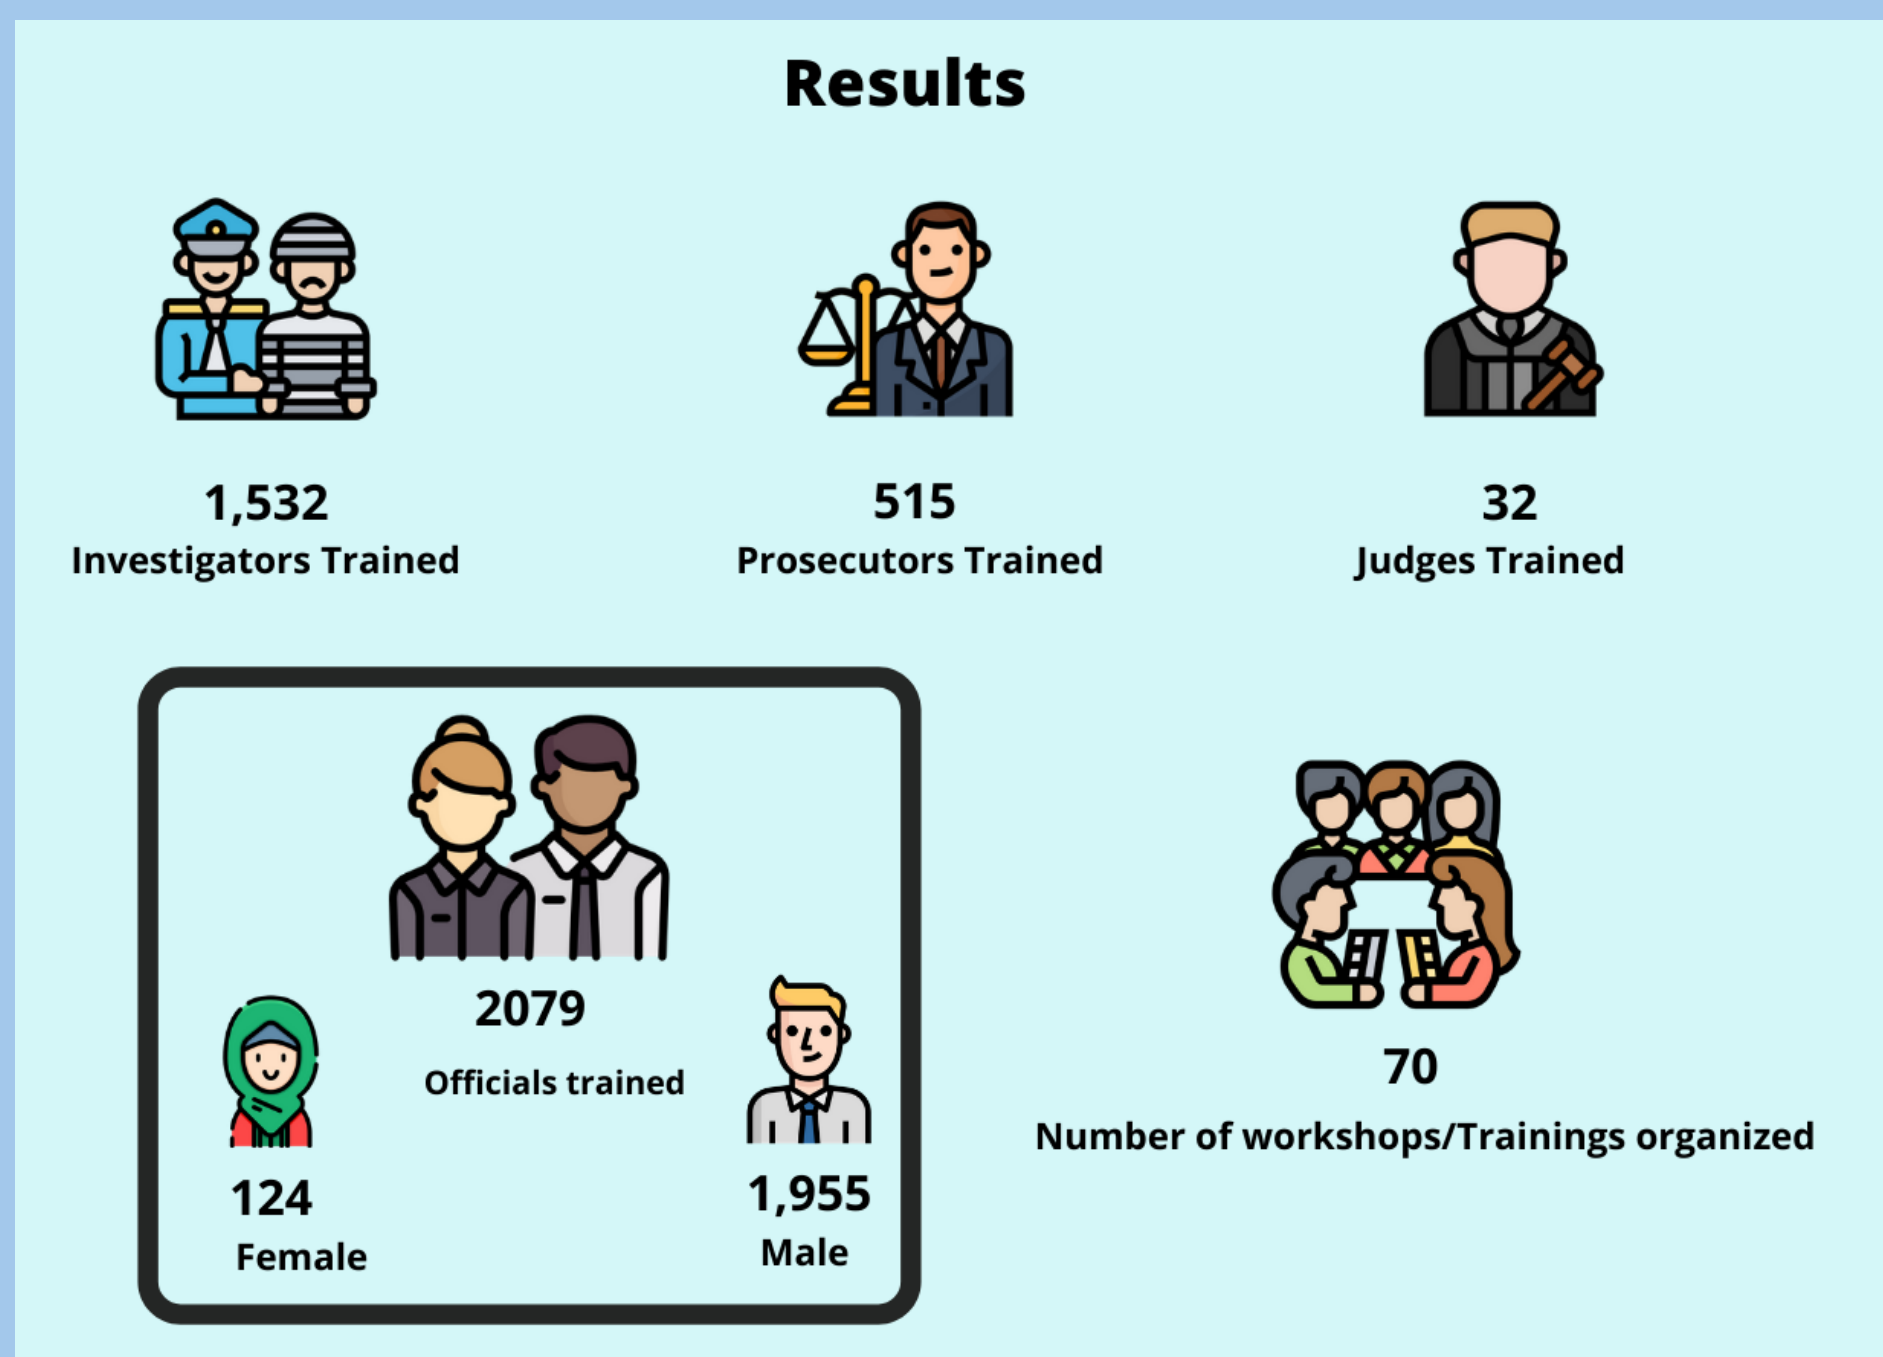 Results
1,532
Investigators Trained
515
Prosecutors Trained
32
Judges Trained
2079
Officials trained
124
Female
1,955
Male
70
Number of workshops/Trainings organized